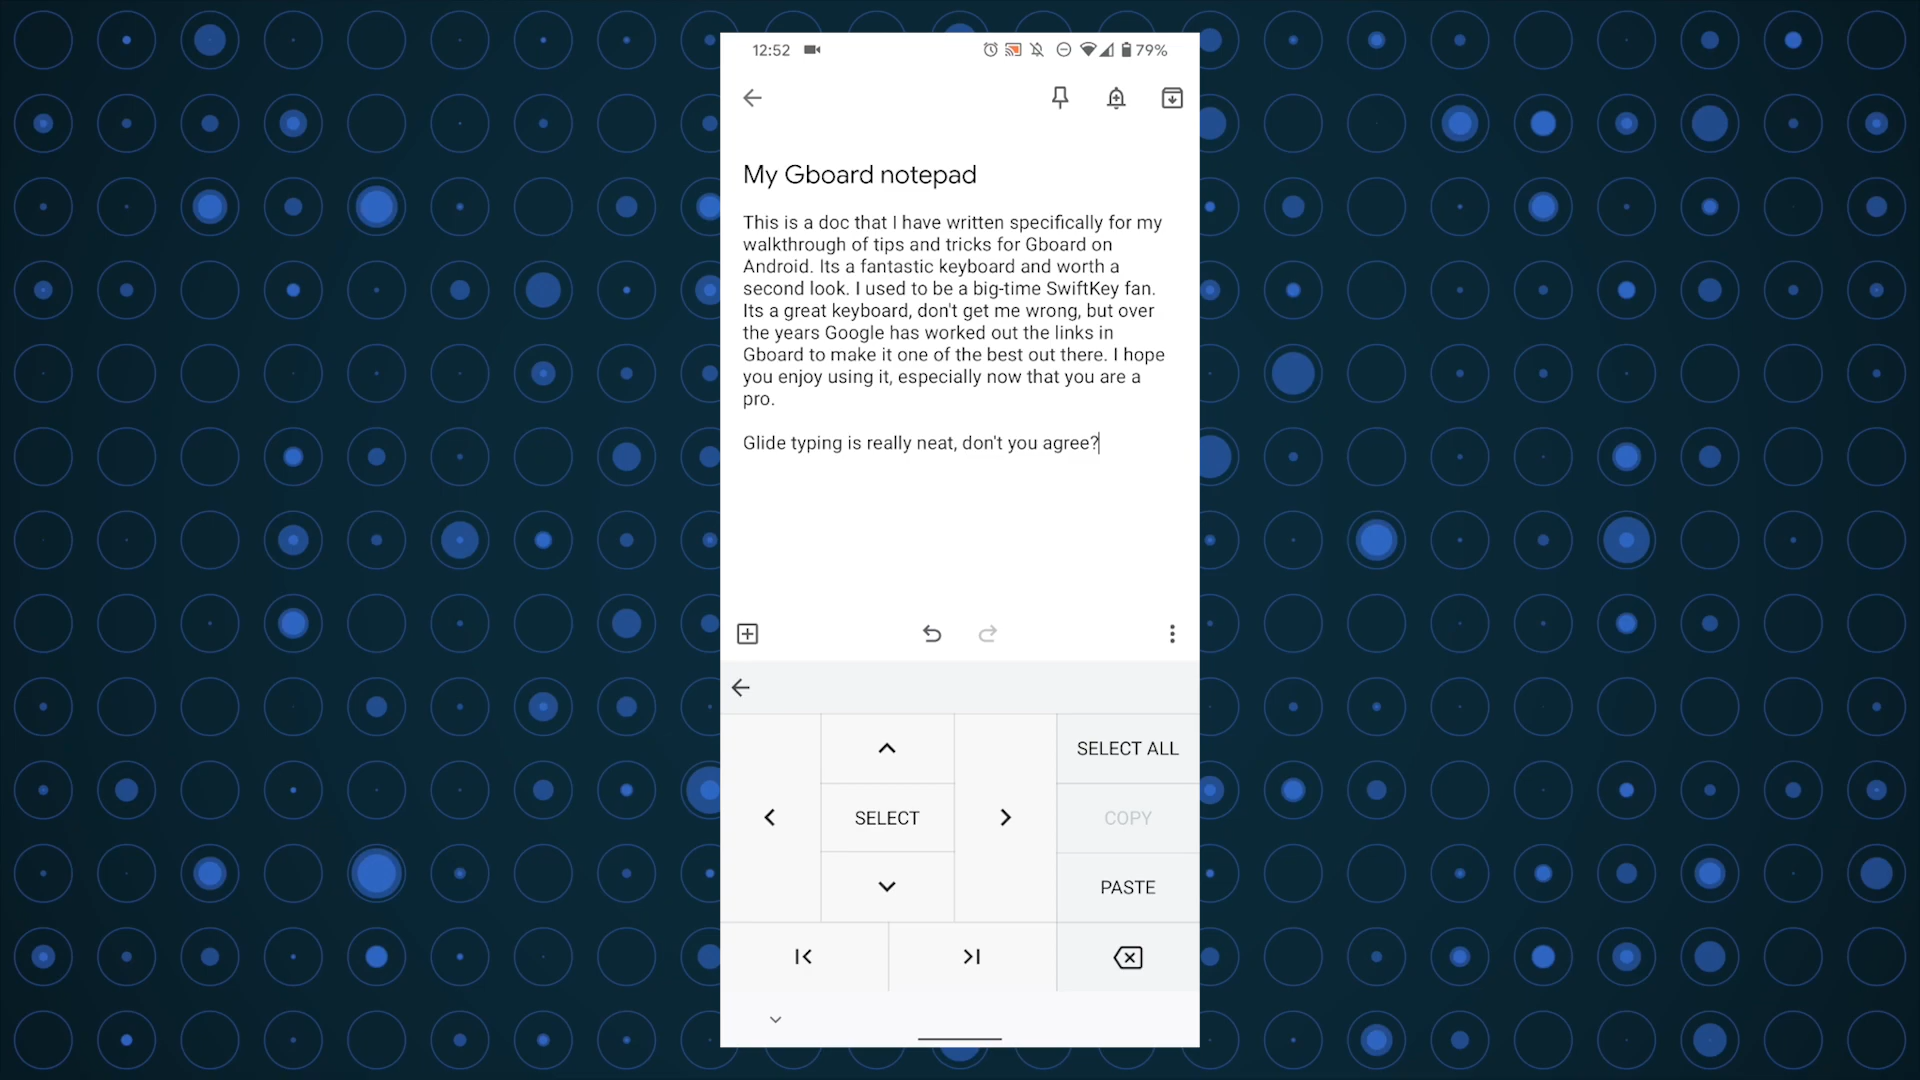 12:52
79%
My Gboard notepad
This is a doc that I have written specifically for my
walkthrough of tips and tricks for Gboard on
Android. Its a fantastic keyboard and worth a
second look. I used to be a big-time SwiftKey fan.
Its a great keyboard, don't get me wrong, but over
the years Google has worked out the links in
Gboard to make it one of the best out there. I hope
you enjoy using it, especially now that you are a
pro.
Glide typing is really neat, don't you agree?
SELECT ALL
SELECT
COPY
PASTE